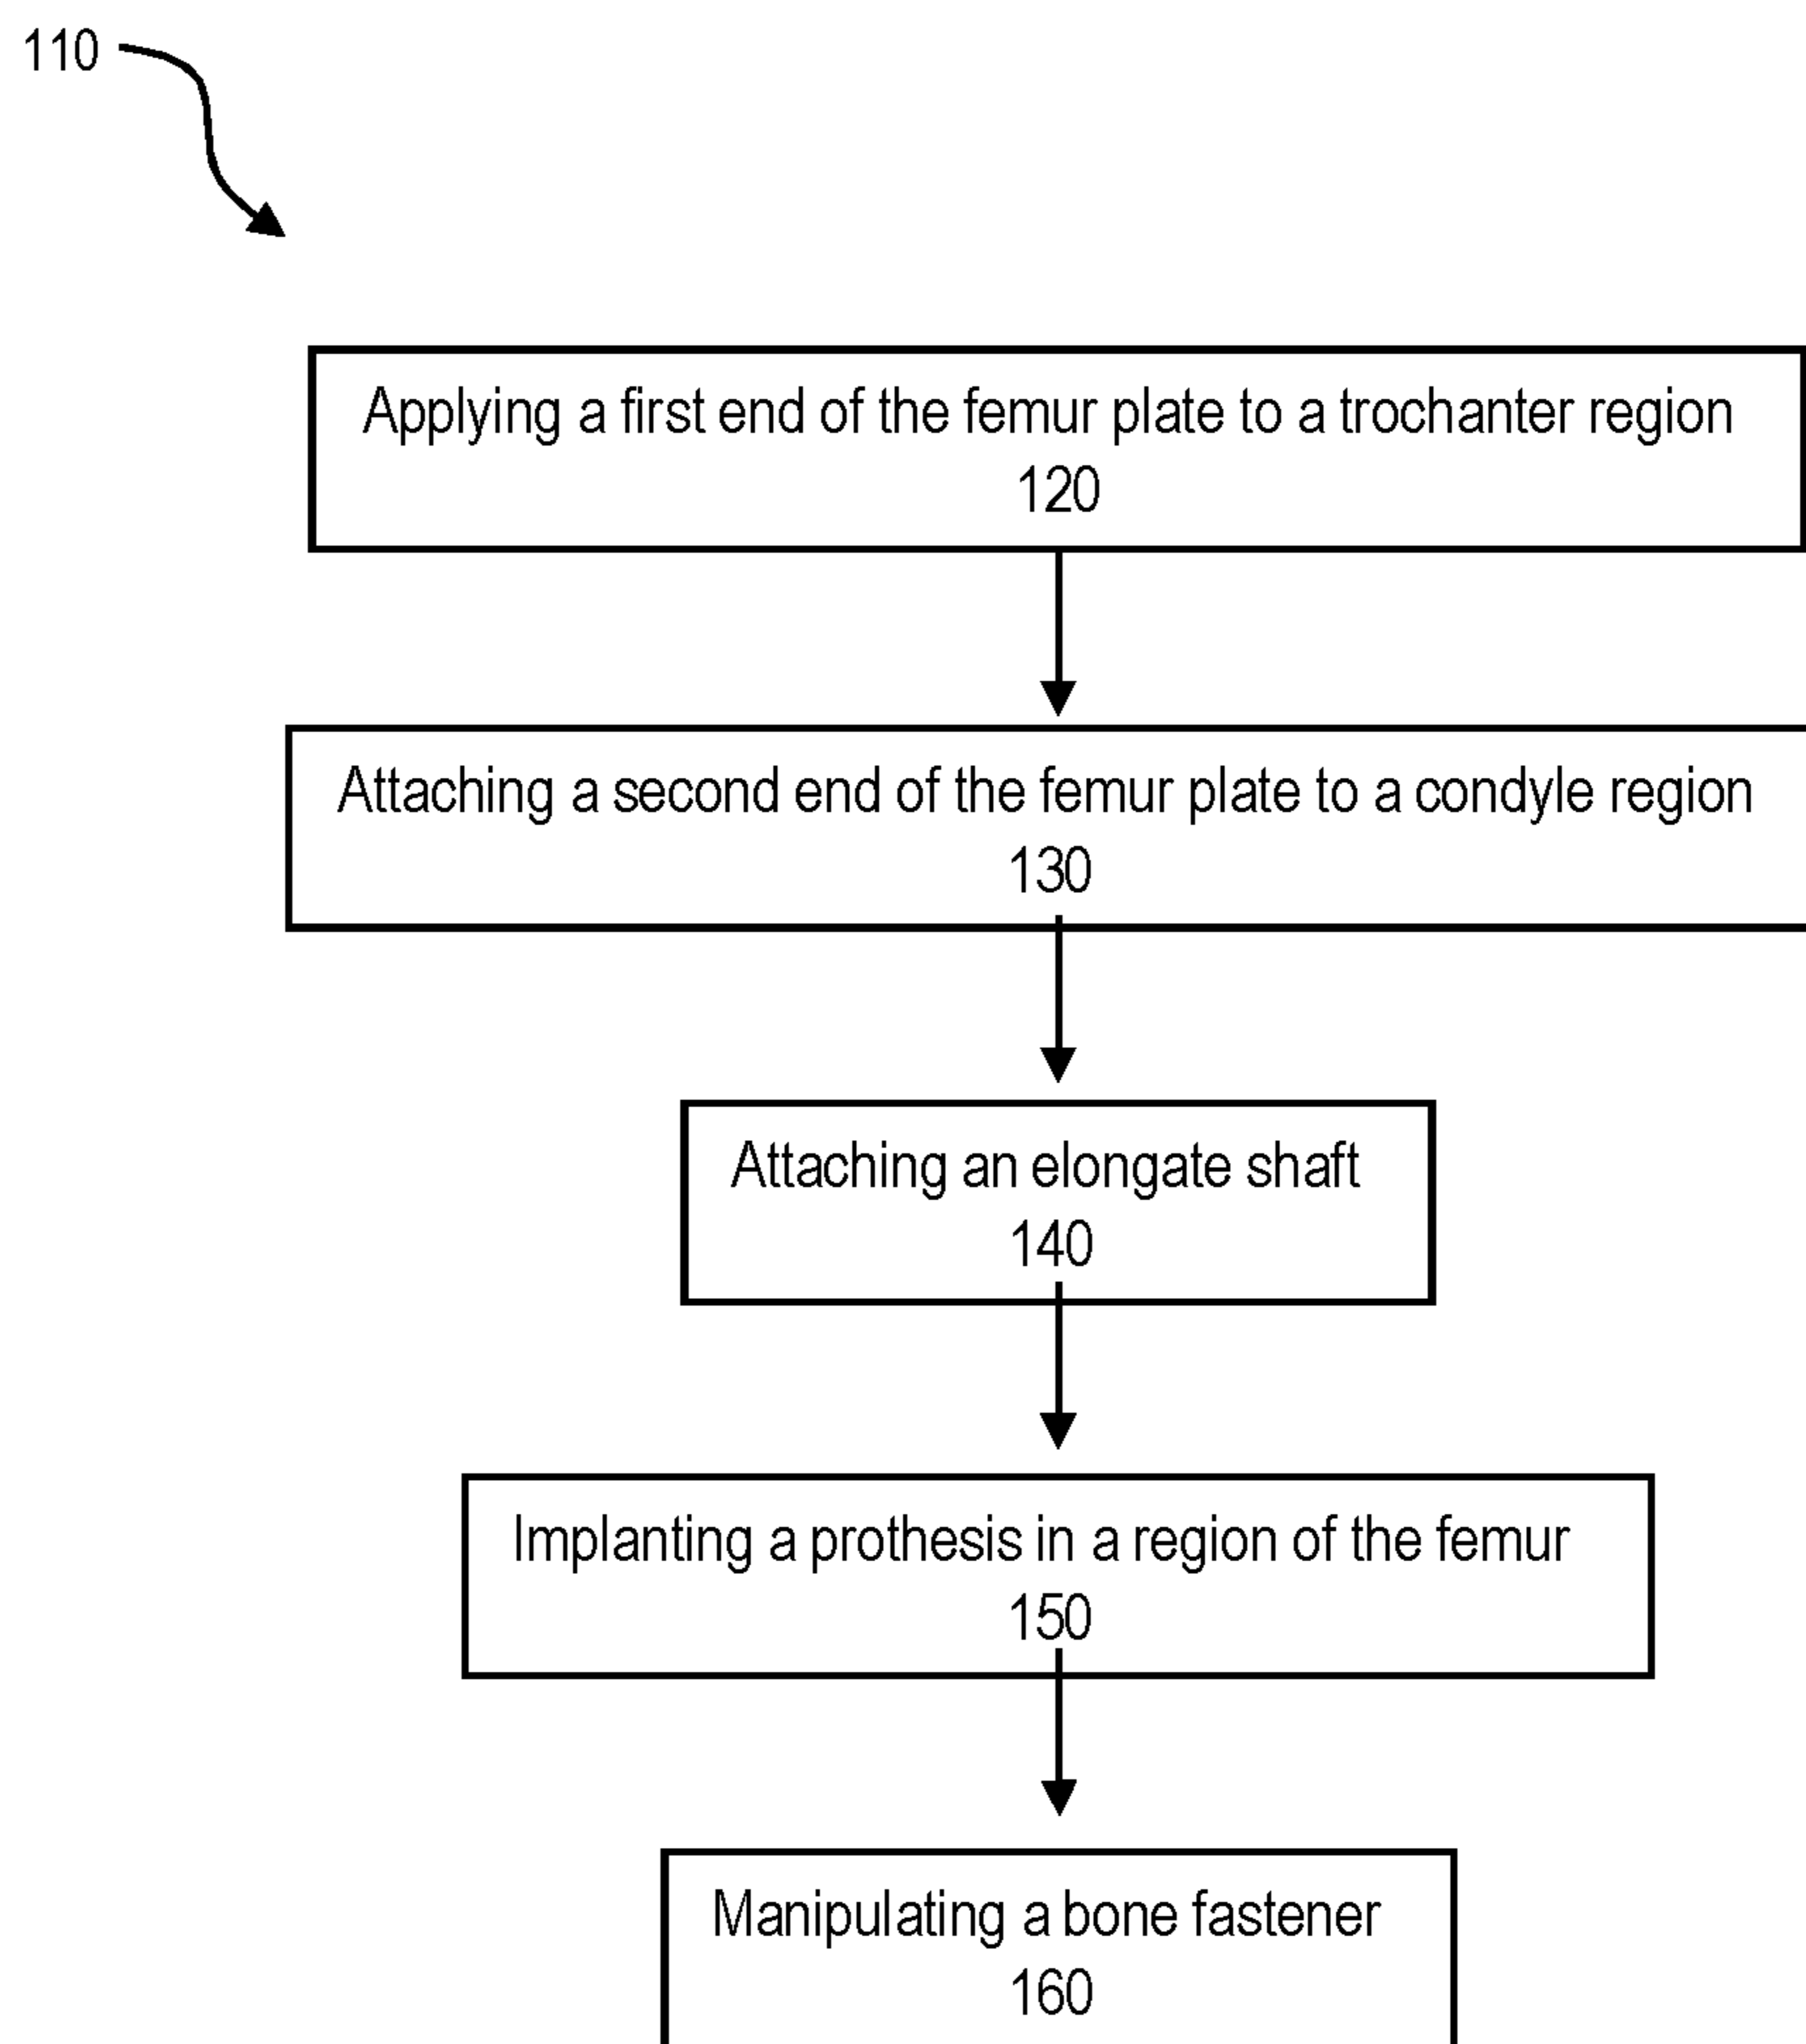 110
Applying a first end of the femur plate to a trochanter region
120
Attaching a second end of the femur plate to a condyle region
130
Attaching an elongate shaft
140
Implanting a prothesis in a region of the femur
150
Manipulating a bone fastener
160